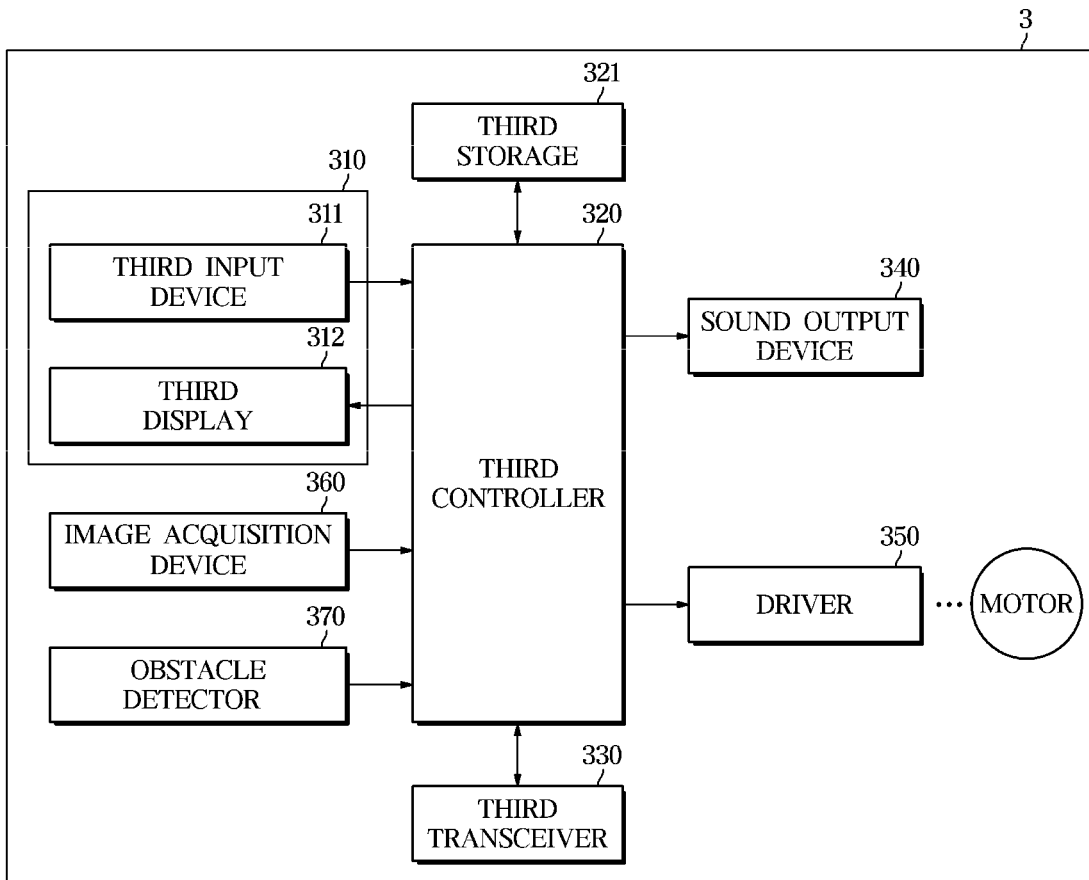 3
321
THIRD
STORAGE
310
311
THIRD INPUT
DEVICE
312
THIRD
DISPLAY
320
THIRD
CONTROLLER
340
SOUND OUTPUT
DEVICE
360
IMAGE ACQUISITION
DEVICE
350
DRIVER
••• MOTOR
370
OBSTACLE
DETECTOR
330
THIRD
TRANSCEIVER